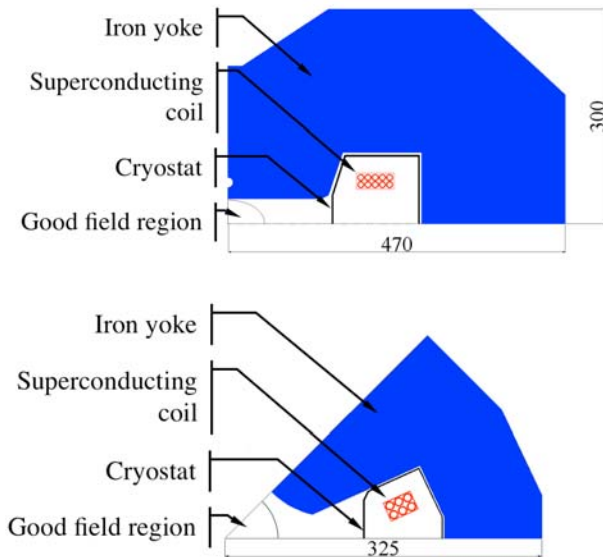 Iron yoke
Superconducting
coil
Cryostat
Good field region
300
470
Iron yoke
Superconducting
coil
Cryostat
Good field region
325